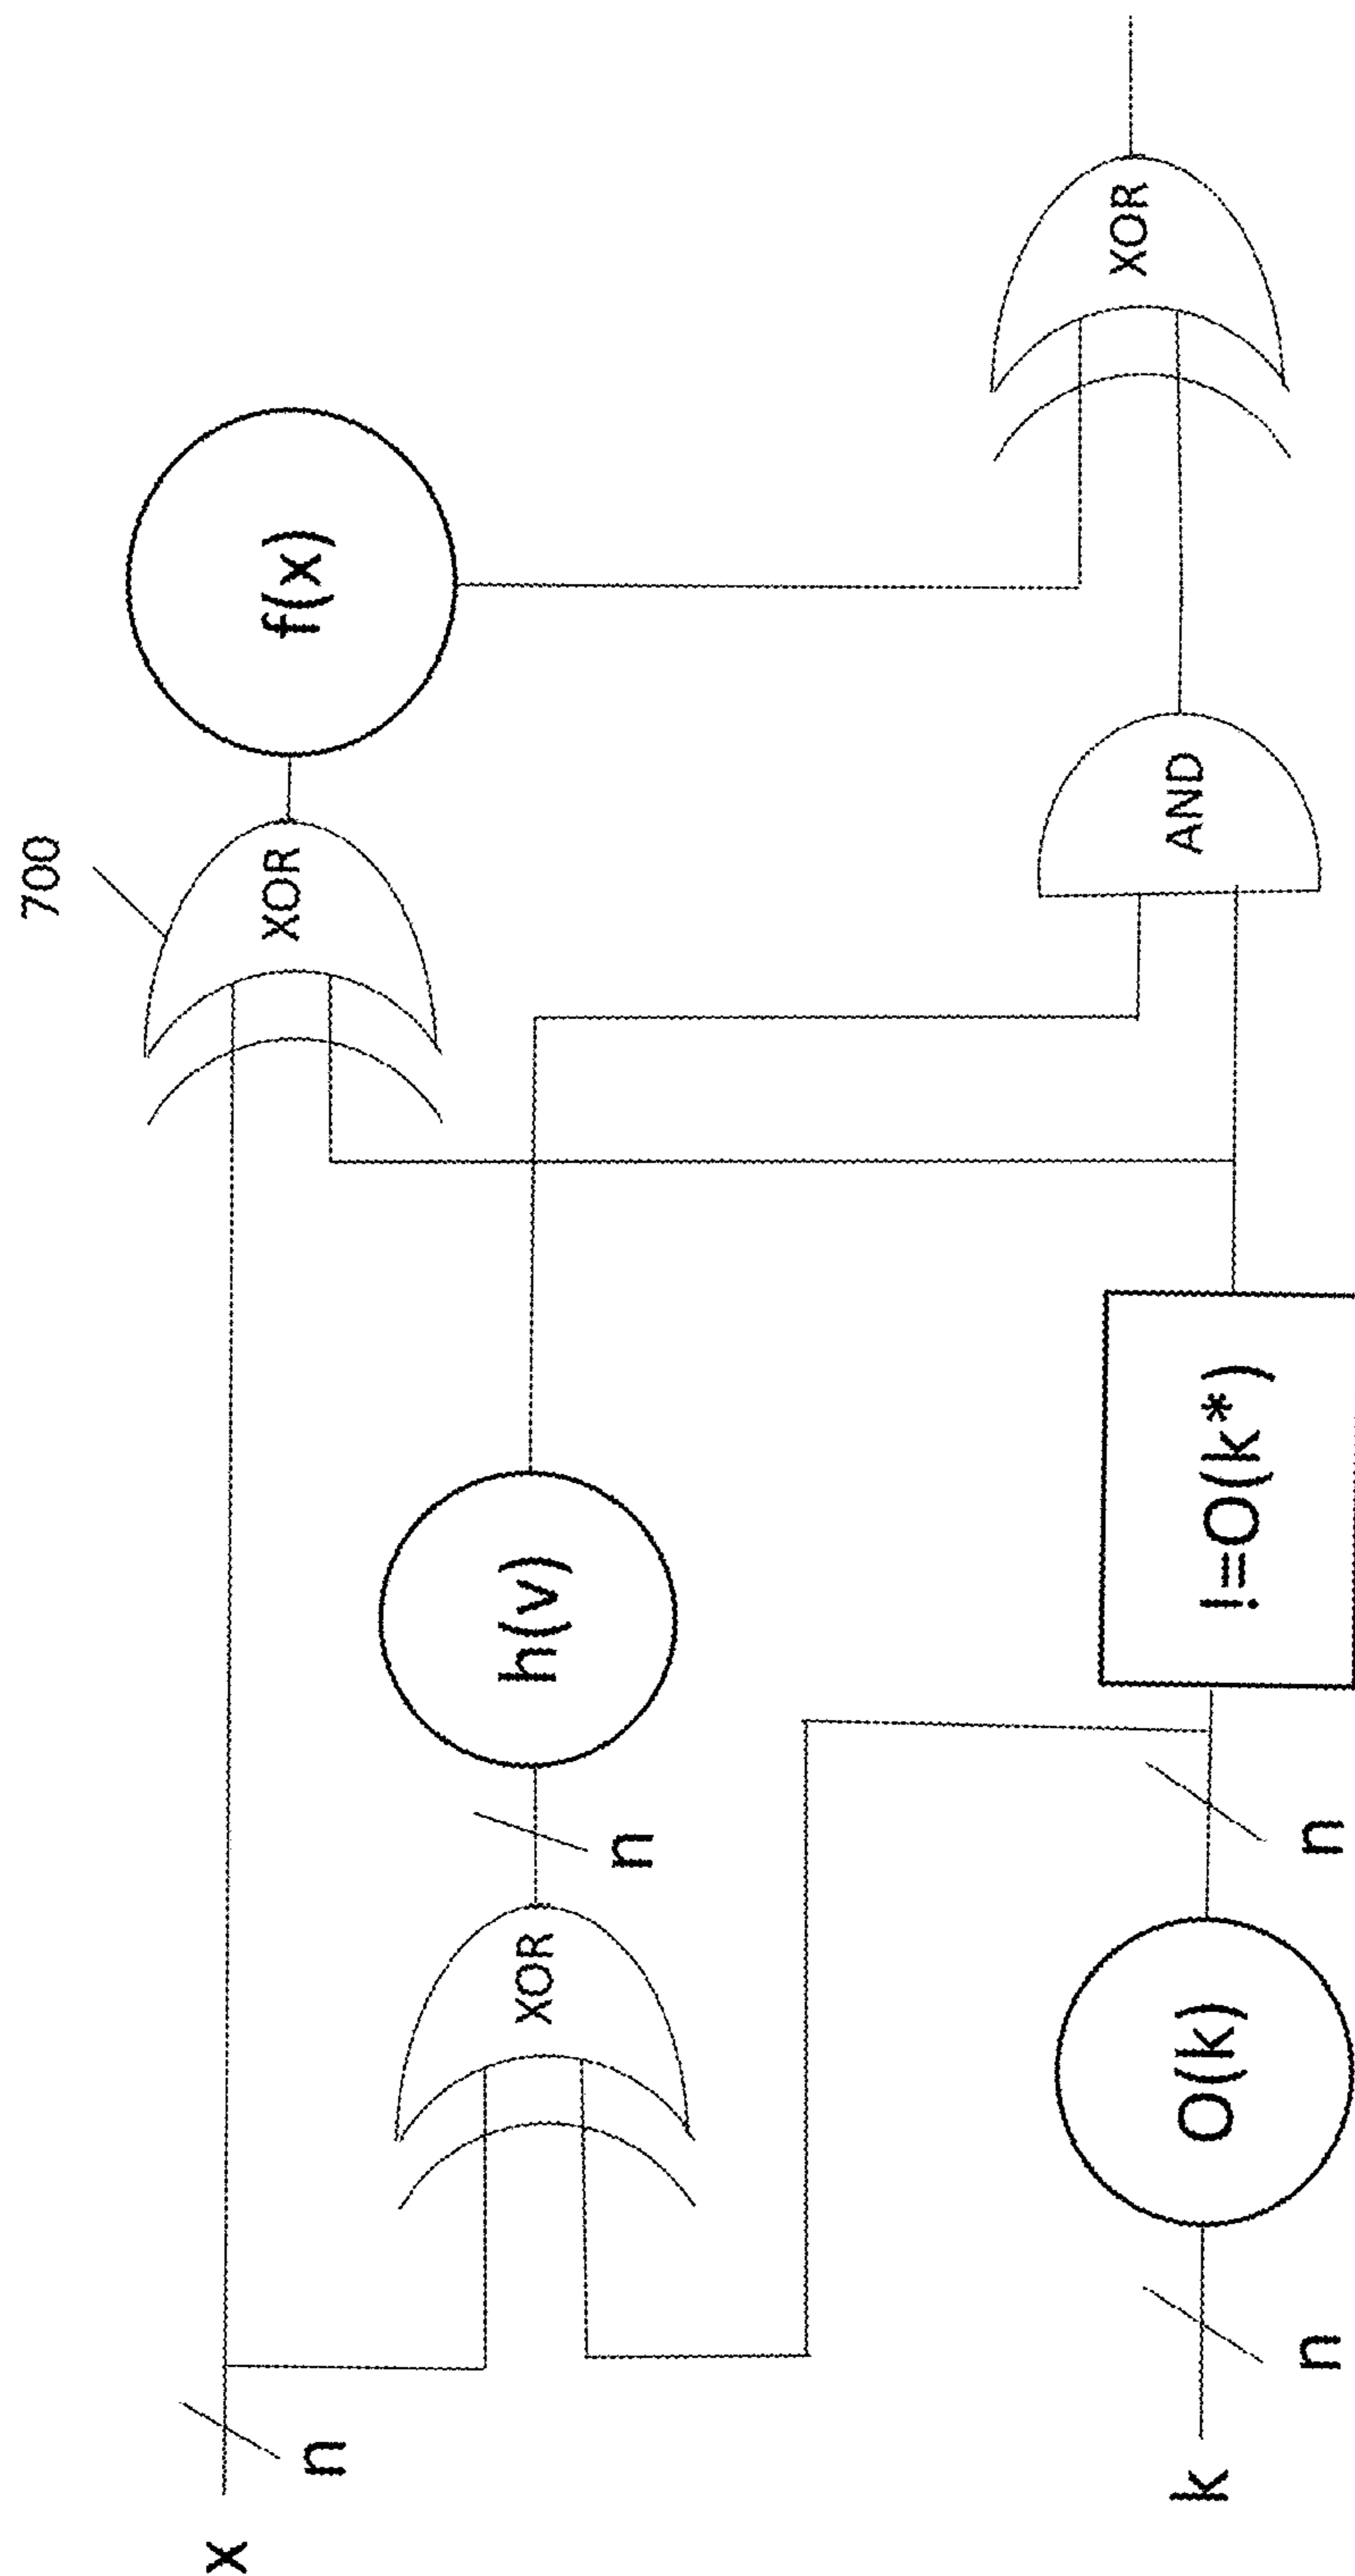 700
XOR
f(x)
XOR
x
n
XOR
n
h(v)
AND
k
n
O(k)
n
!=O(k*)